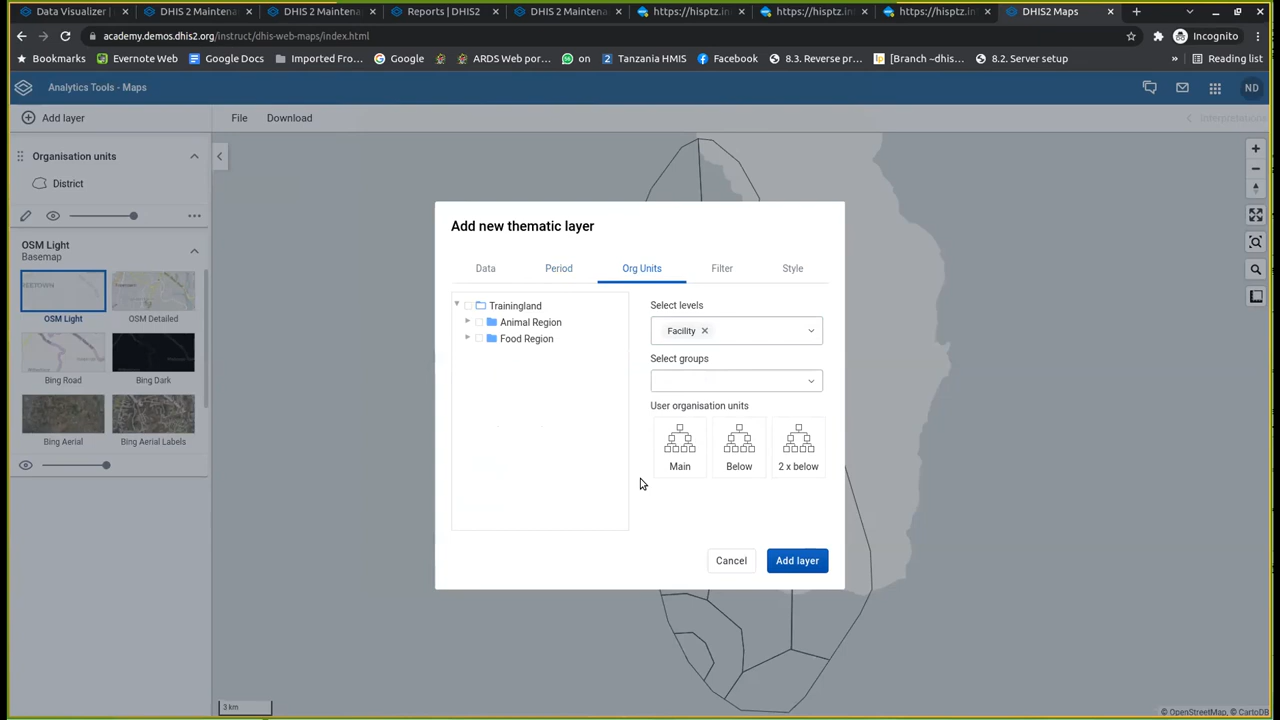 Data Visualizer
DHIS 2 Maintenan
DHIS 2 Maintena
Reports | DHIS2
DHIS 2 Maintena
https://hisptz.in
https://hisptz.in
https://hisptz.in
DHIS2 Maps
academy.demos.dhis2.org/instruct/dhis-web-maps/index.html
Incognito
Bookmarks
Evernote Web
Google Docs
Imported Fro...
Google
ARDS Web por...
on
Tanzania HMIS
Facebook
8.3. Reverse pr...
[Branch ~dhis...
8.2. Server setup
»
Reading list
Analytics Tools - Maps
ND
Add layer
File
Download
Interpretations
Organisation units
District
OSM Light
Basemap
OSM Light
OSM Detailed
Bing Road
Bing Dark
Bing Aerial
Bing Aerial Labels
Add new thematic layer
Data
Period
Org Units
Filter
Style
Trainingland
Animal Region
Food Region
Select levels
Facility
Select groups
User organisation units
Main
Below
2 x below
Cancel
Add layer
3 km
© OpenStreetMap, © CartoDB